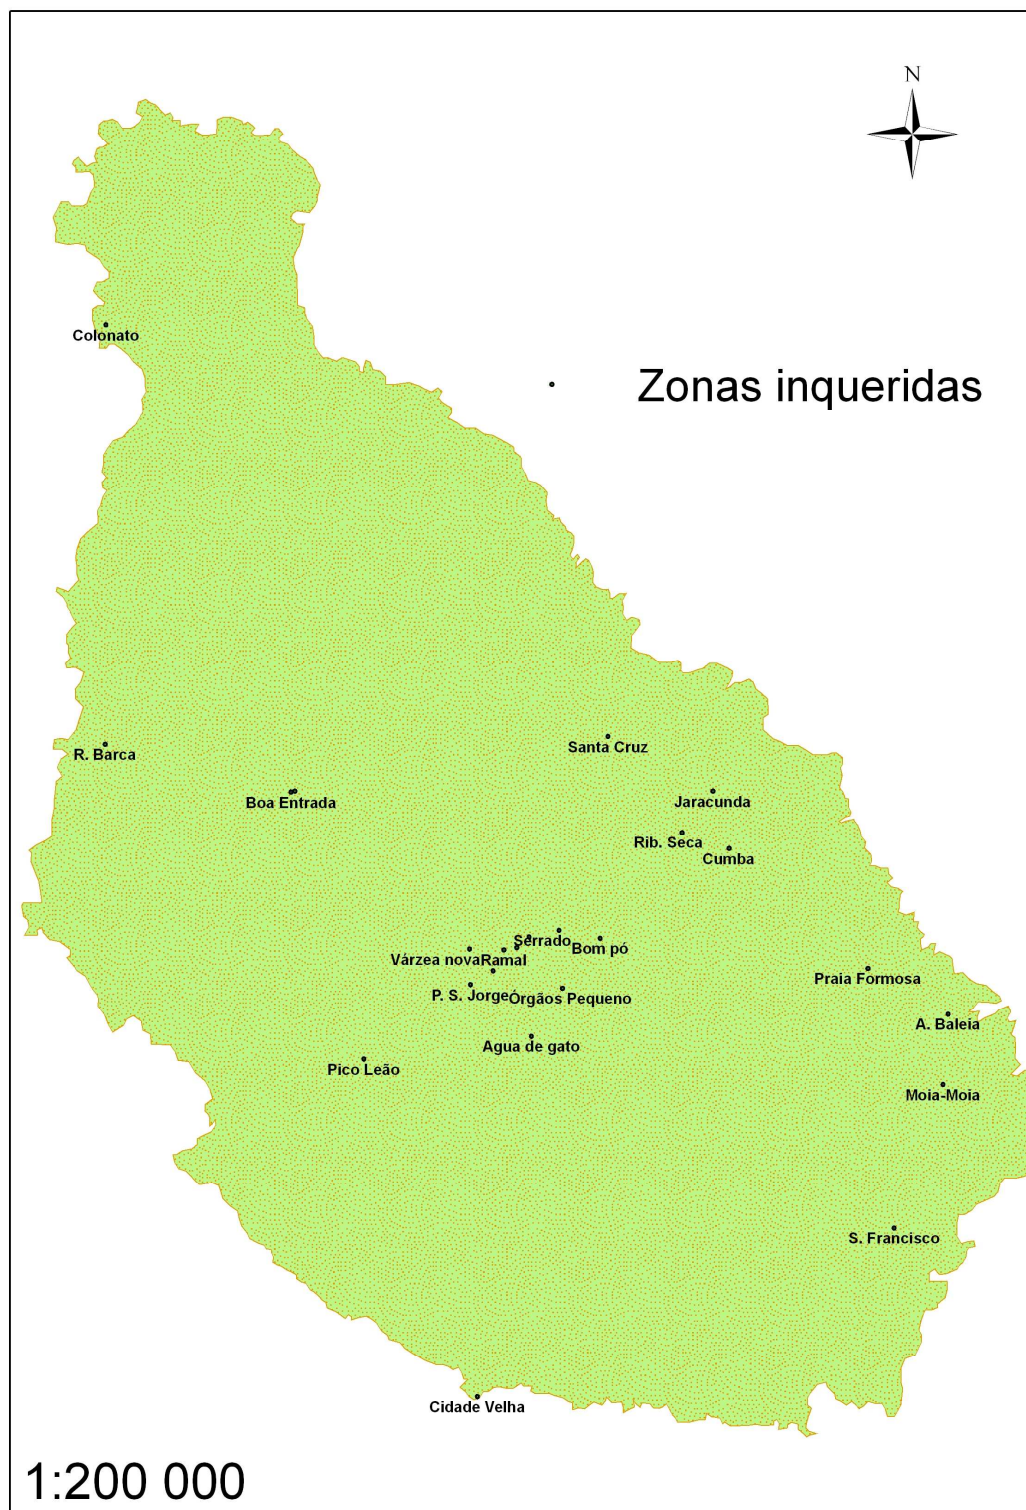 N
Colonato
Zonas inqueridas
Santa Cruz
R. Barca
Boa Entrada
Jaracunda
Rib. Seca
Cumba
Serrado
Bom pó
Várzea nova
Ramal
Praia Formosa
P. S. Jorge
Órgãos Pequeno
A. Baleia
Agua de gato
Pico Leão
Moia-Moia
S. Francisco
Cidade Velha
1:200 000